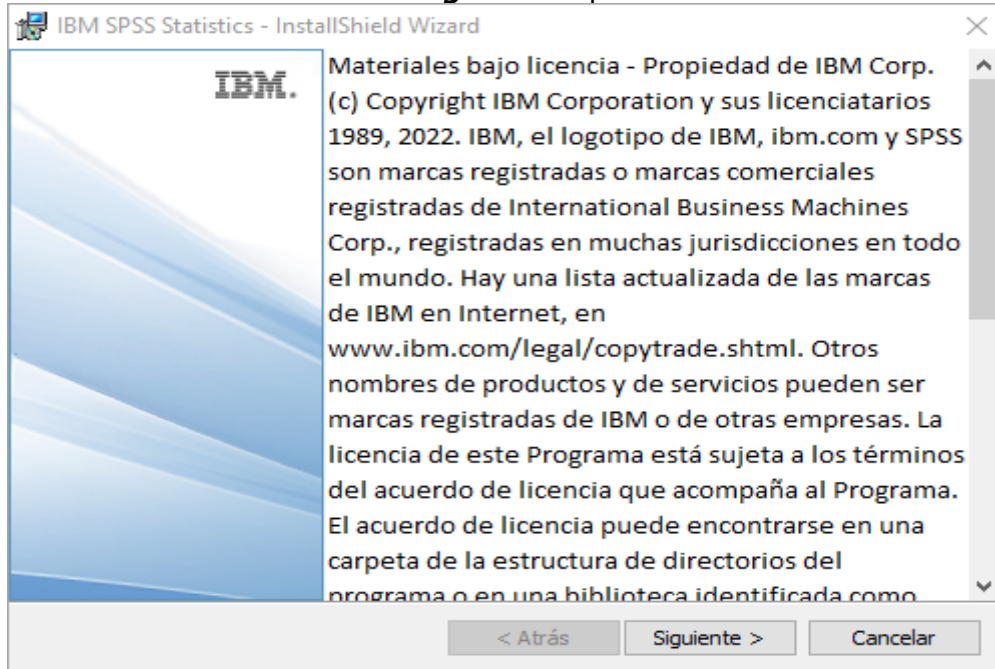 IBM SPSS Statistics - InstallShield Wizard
IBM.
Materiales bajo licencia - Propiedad de IBM Corp.
(c) Copyright IBM Corporation y sus licenciatarios
1989, 2022. IBM, el logotipo de IBM, ibm.com y SPSS
son marcas registradas o marcas comerciales
registradas de International Business Machines
Corp., registradas en muchas jurisdicciones en todo
el mundo. Hay una lista actualizada de las marcas
de IBM en Internet, en
www.ibm.com/legal/copytrade.shtml. Otros
nombres de productos y de servicios pueden ser
marcas registradas de IBM o de otras empresas. La
licencia de este Programa está sujeta a los términos
del acuerdo de licencia que acompaña al Programa.
El acuerdo de licencia puede encontrarse en una
carpeta de la estructura de directorios del
programa o en una biblioteca identificada como
< Atrás
Siguiente >
Cancelar